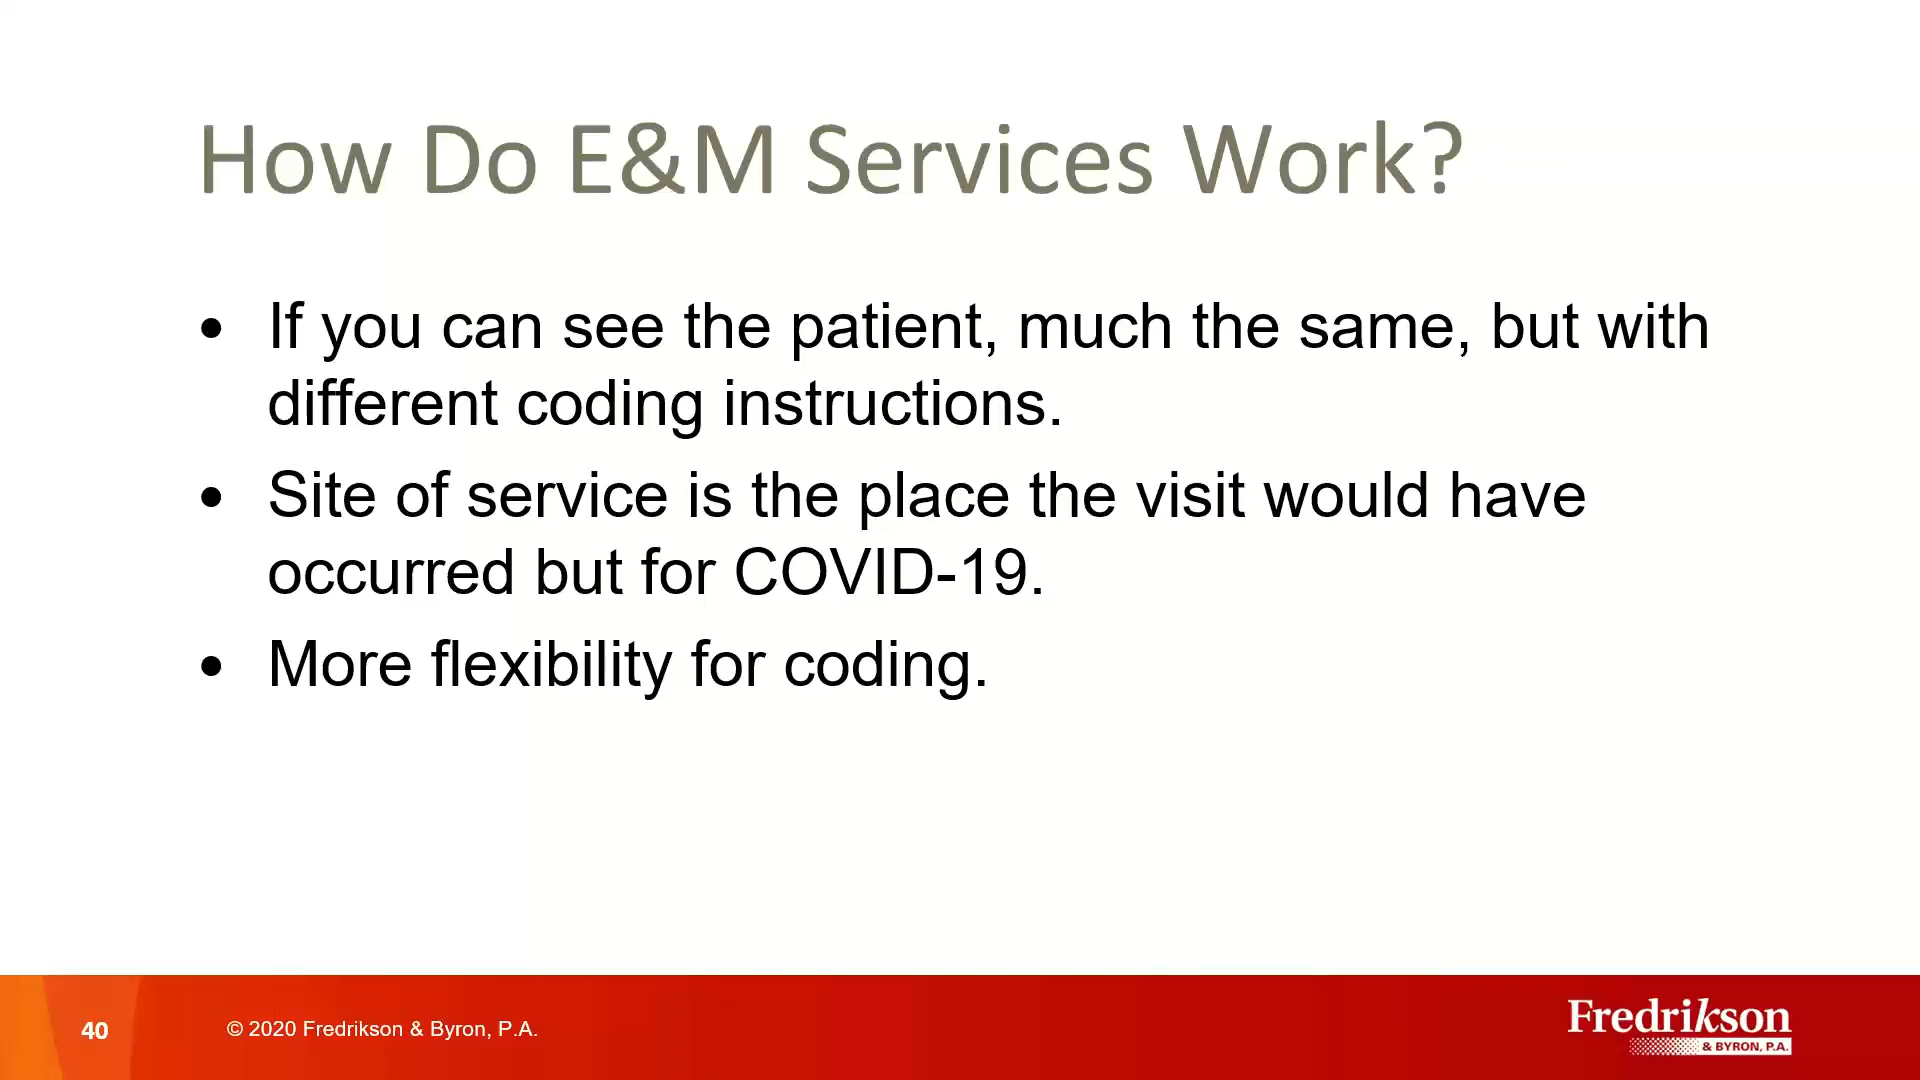 How Do E&M Services Work?
• If you can see the patient, much the same, but with
different coding instructions.
• Site of service is the place the visit would have
occurred but for COVID-19.
• More flexibility for coding.
40
© 2020 Fredrikson & Byron, P.A.
Fredrikson
& BYRON, P.A.